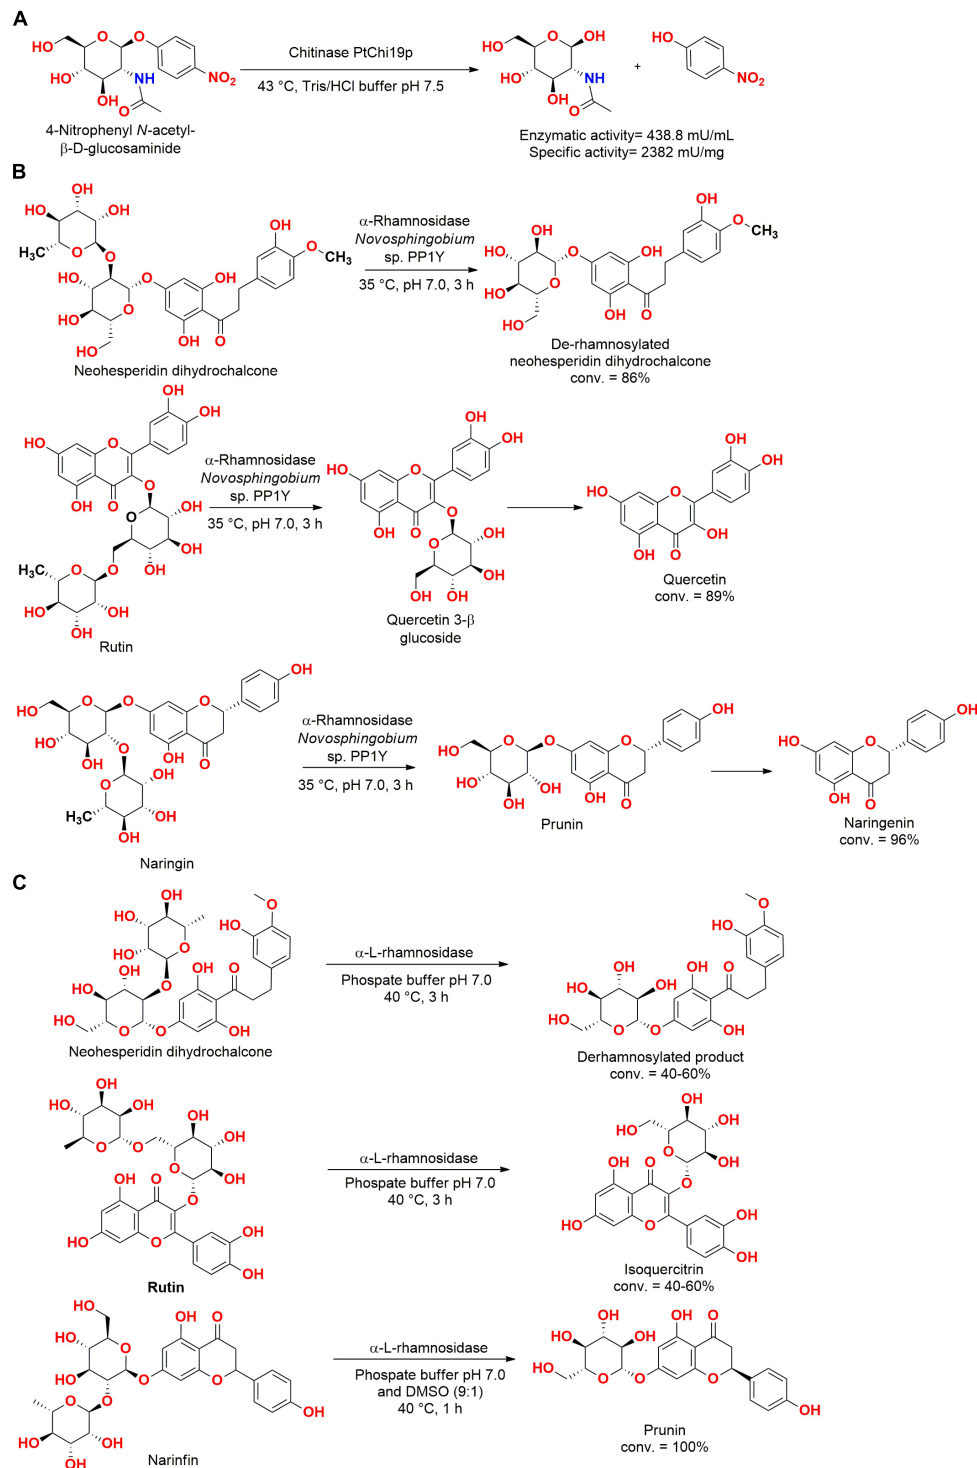 A
4-Nitrophenyl N-acetyl-
β-D-glucosaminide
Chitinase PtChi19p
43 °C, Tris/HCl buffer pH 7.5
+
Enzymatic activity= 438.8 mU/mL
Specific activity= 2382 mU/mg
B
Neohesperidin dihydrochalcone
α-Rhamnosidase
Novosphingobium
sp. PP1Y
35 °C, pH 7.0, 3 h
De-rhamnosylated
neohesperidin dihydrochalcone
conv. = 86%
Rutin
α-Rhamnosidase
Novosphingobium
sp. PP1Y
35 °C, pH 7.0, 3 h
Quercetin 3-β
glucoside
Quercetin
conv. = 89%
Naringin
α-Rhamnosidase
Novosphingobium
sp. PP1Y
35 °C, pH 7.0, 3 h
Prunin
Naringenin
conv. = 96%
C
Neohesperidin dihydrochalcone
α-L-rhamnosidase
Phospate buffer pH 7.0
40 °C, 3 h
Derhamnosylated product
conv. = 40-60%
Rutin
α-L-rhamnosidase
Phospate buffer pH 7.0
40 °C, 3 h
Isoquercitrin
conv. = 40-60%
Narinfin
α-L-rhamnosidase
Phospate buffer pH 7.0
and DMSO (9:1)
40 °C, 1 h
Prunin
conv. = 100%